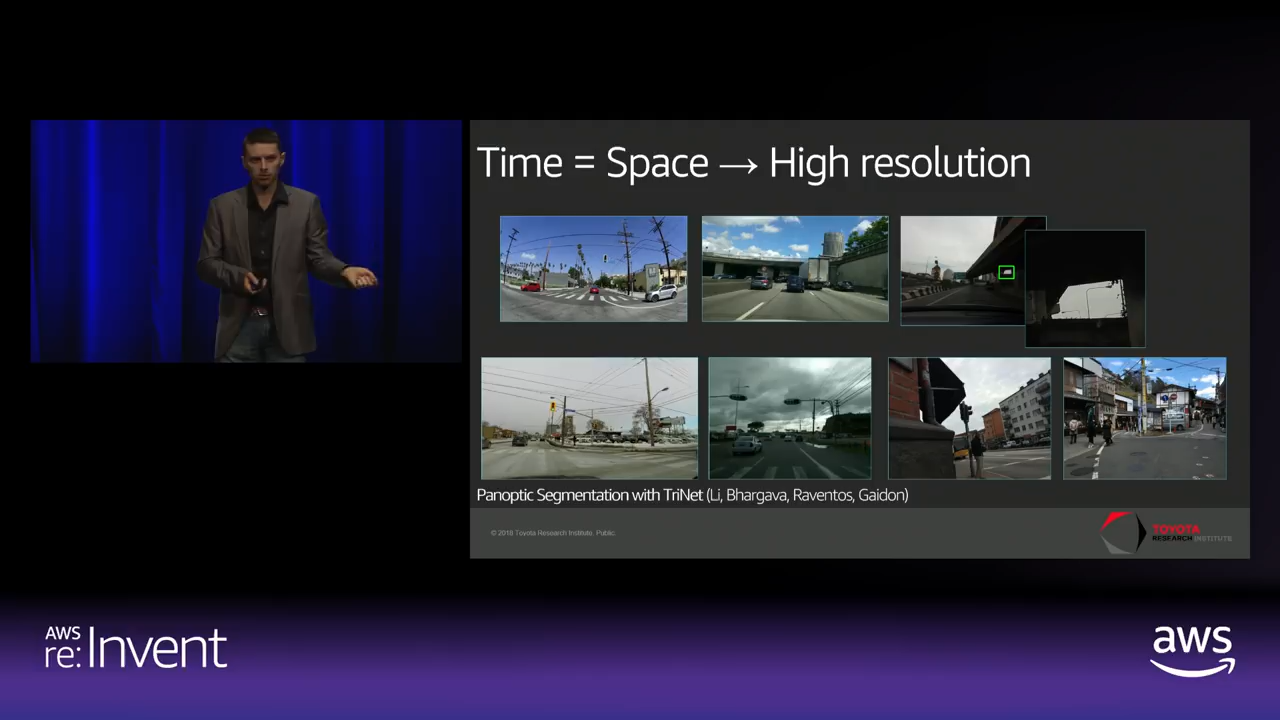 Time = Space → High resolution
Panoptic Segmentation with TriNet (Li, Bhargava, Raventos, Gaidon)
© 2018 Toyota Research Institute. Public.
TOYOTA
RESEARCH INSTITUTE
AWS
re:Invent
aws